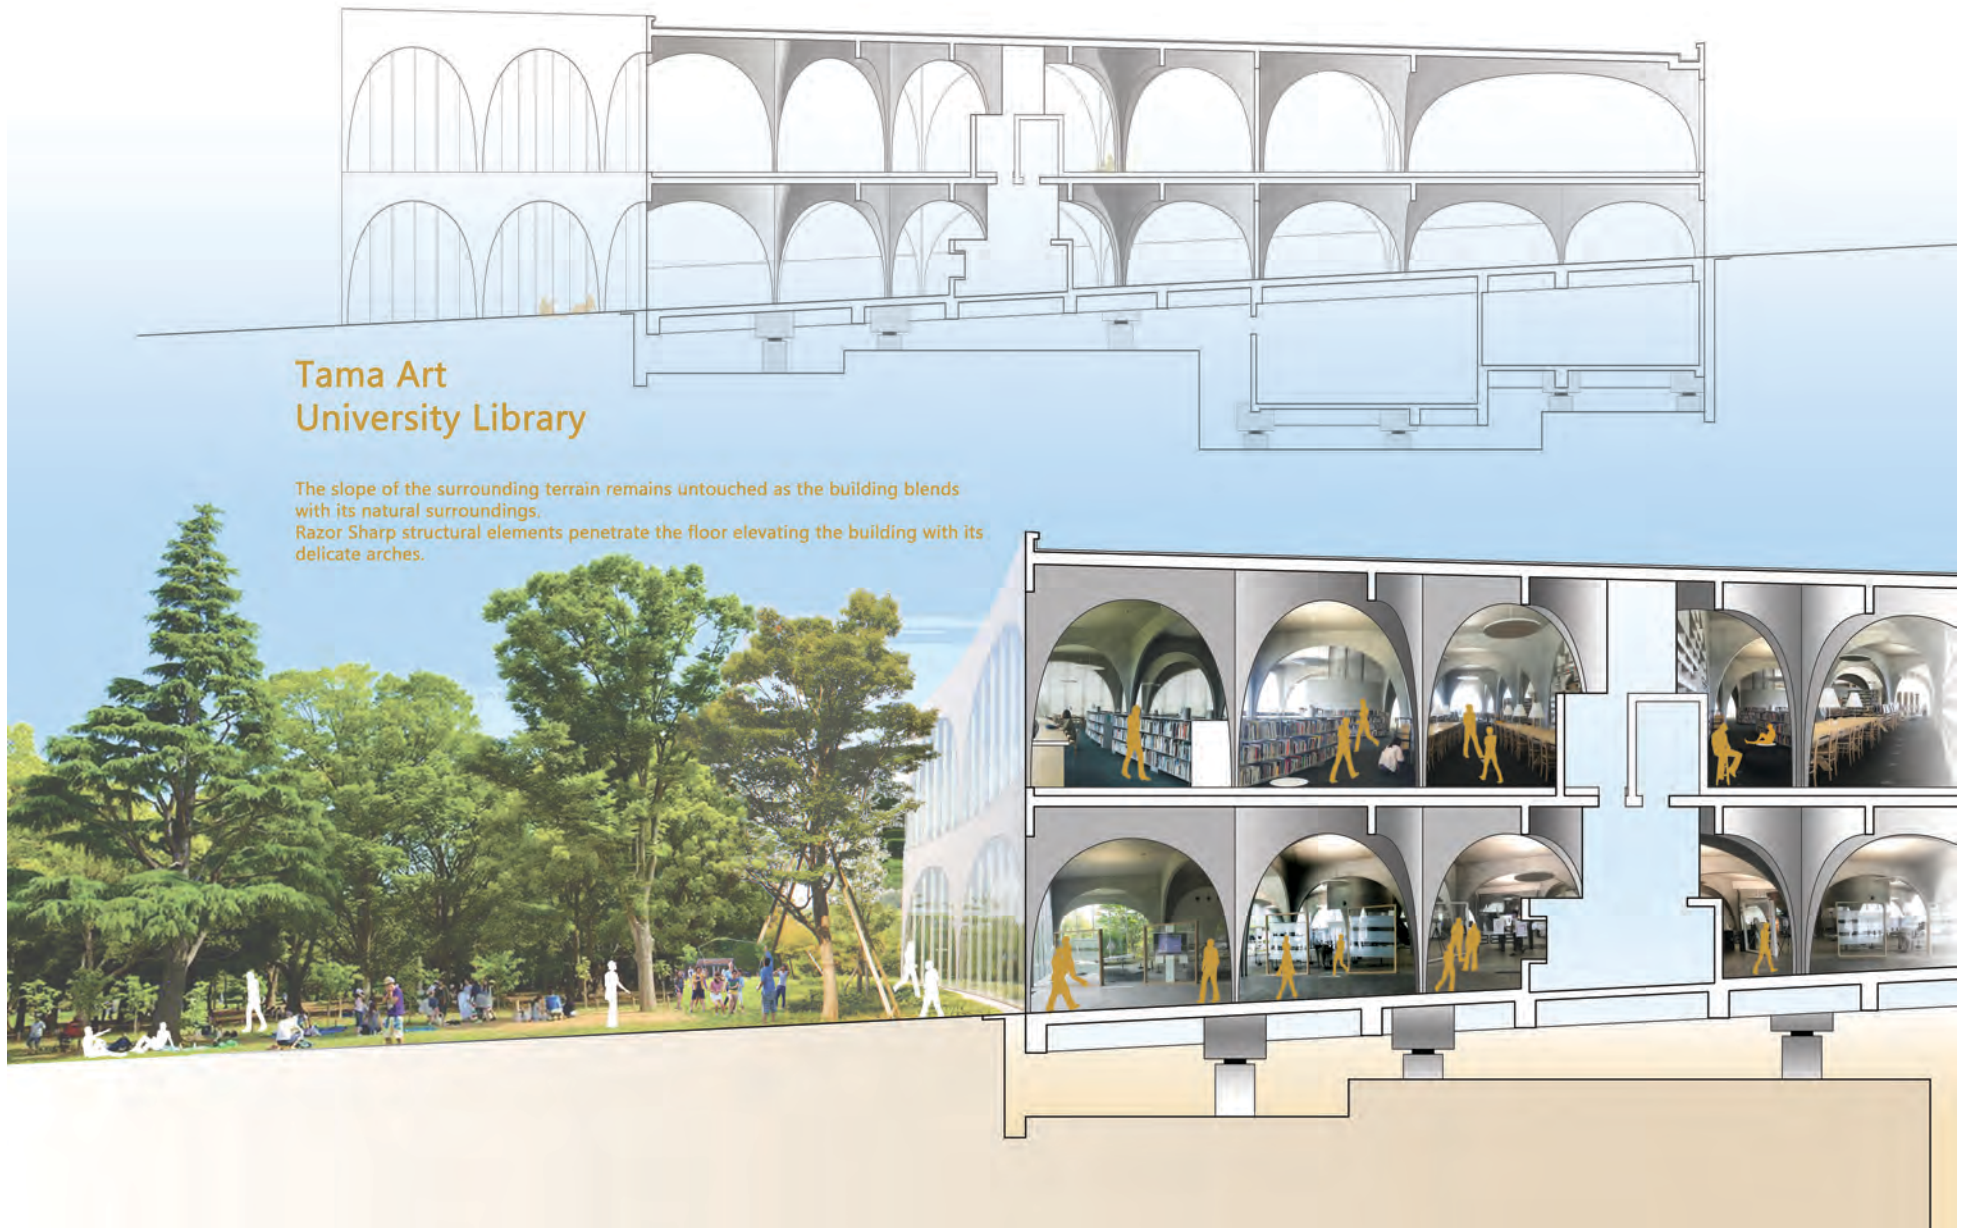 Tama Art
University Library
The slope of the surrounding terrain remains untouched as the building blends
with its natural surroundings.
Razor Sharp structural elements penetrate the floor elevating the building with its
delicate arches.